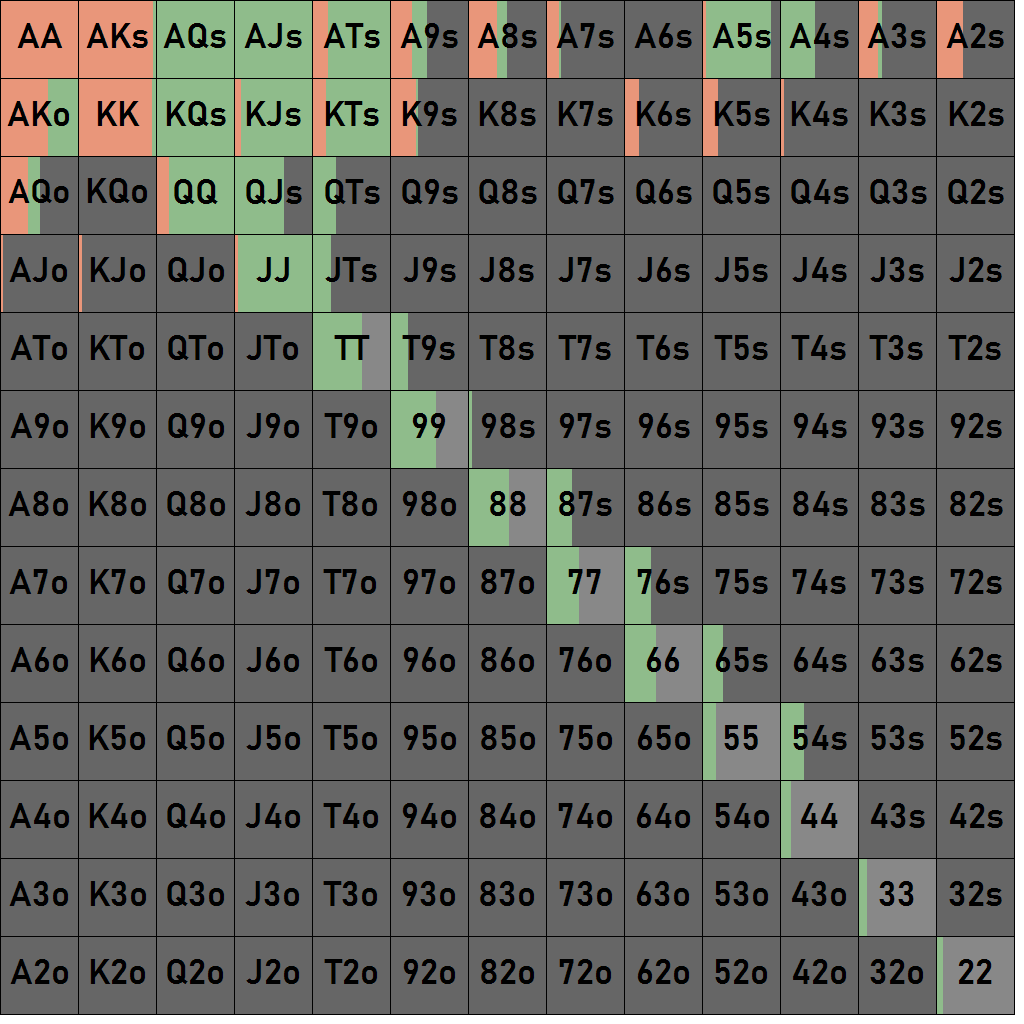 AA AKs AQs AJs ATs A9s A8s A7s A6s A5s A4s A3s A2s
AKo KK KQs KJs KTs K9s K8s K7s K6s K5s K4s K3s K2s
AQo KQo QQ QJs QTs Q9s Q8s Q7s Q6s Q5s Q4s Q3s Q2s
AJo KJo QJo JJ JTs J9s J8s J7s J6s J5s J4s J3s J2s
ATo KTo QTo JTo TT T9s T8s T7s T6s T5s T4s T3s T2s
A9o K9o Q9o J9o T9o 99 98s 97s 96s 95s 94s 93s 92s
A8o K8o Q8o J8o T8o 98o 88 87s 86s 85s 84s 83s 82s
A7o K7o Q7o J7o T7o 97o 87o 77 76s 75s 74s 73s 72s
A6o K6o Q6o J6o T6o 96o 86o 76o 66 65s 64s 63s 62s
A5o K5o Q5o J5o T5o 95o 85o 75o 65o 55 54s 53s 52s
A4o K4o Q4o J4o T4o 94o 84o 74o 64o 54o 44 43s 42s
A3o K3o Q3o J3o T3o 93o 83o 73o 63o 53o 43o 33 32s
A2o K2o Q2o J2o T2o 92o 82o 72o 62o 52o 42o 32o 22